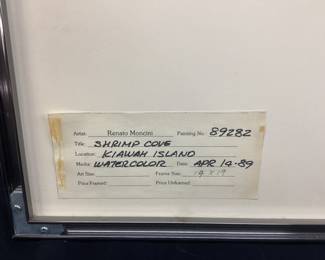 Artist: Renato Moncini Painting No: 89282
Title: SHRIMP COVE
Location: KIAWAH ISLAND
Media: WATERCOLOR Date: APR 14-89
Art Size: Frame Size: 14 X 19
Price Framed: Price Unframed: